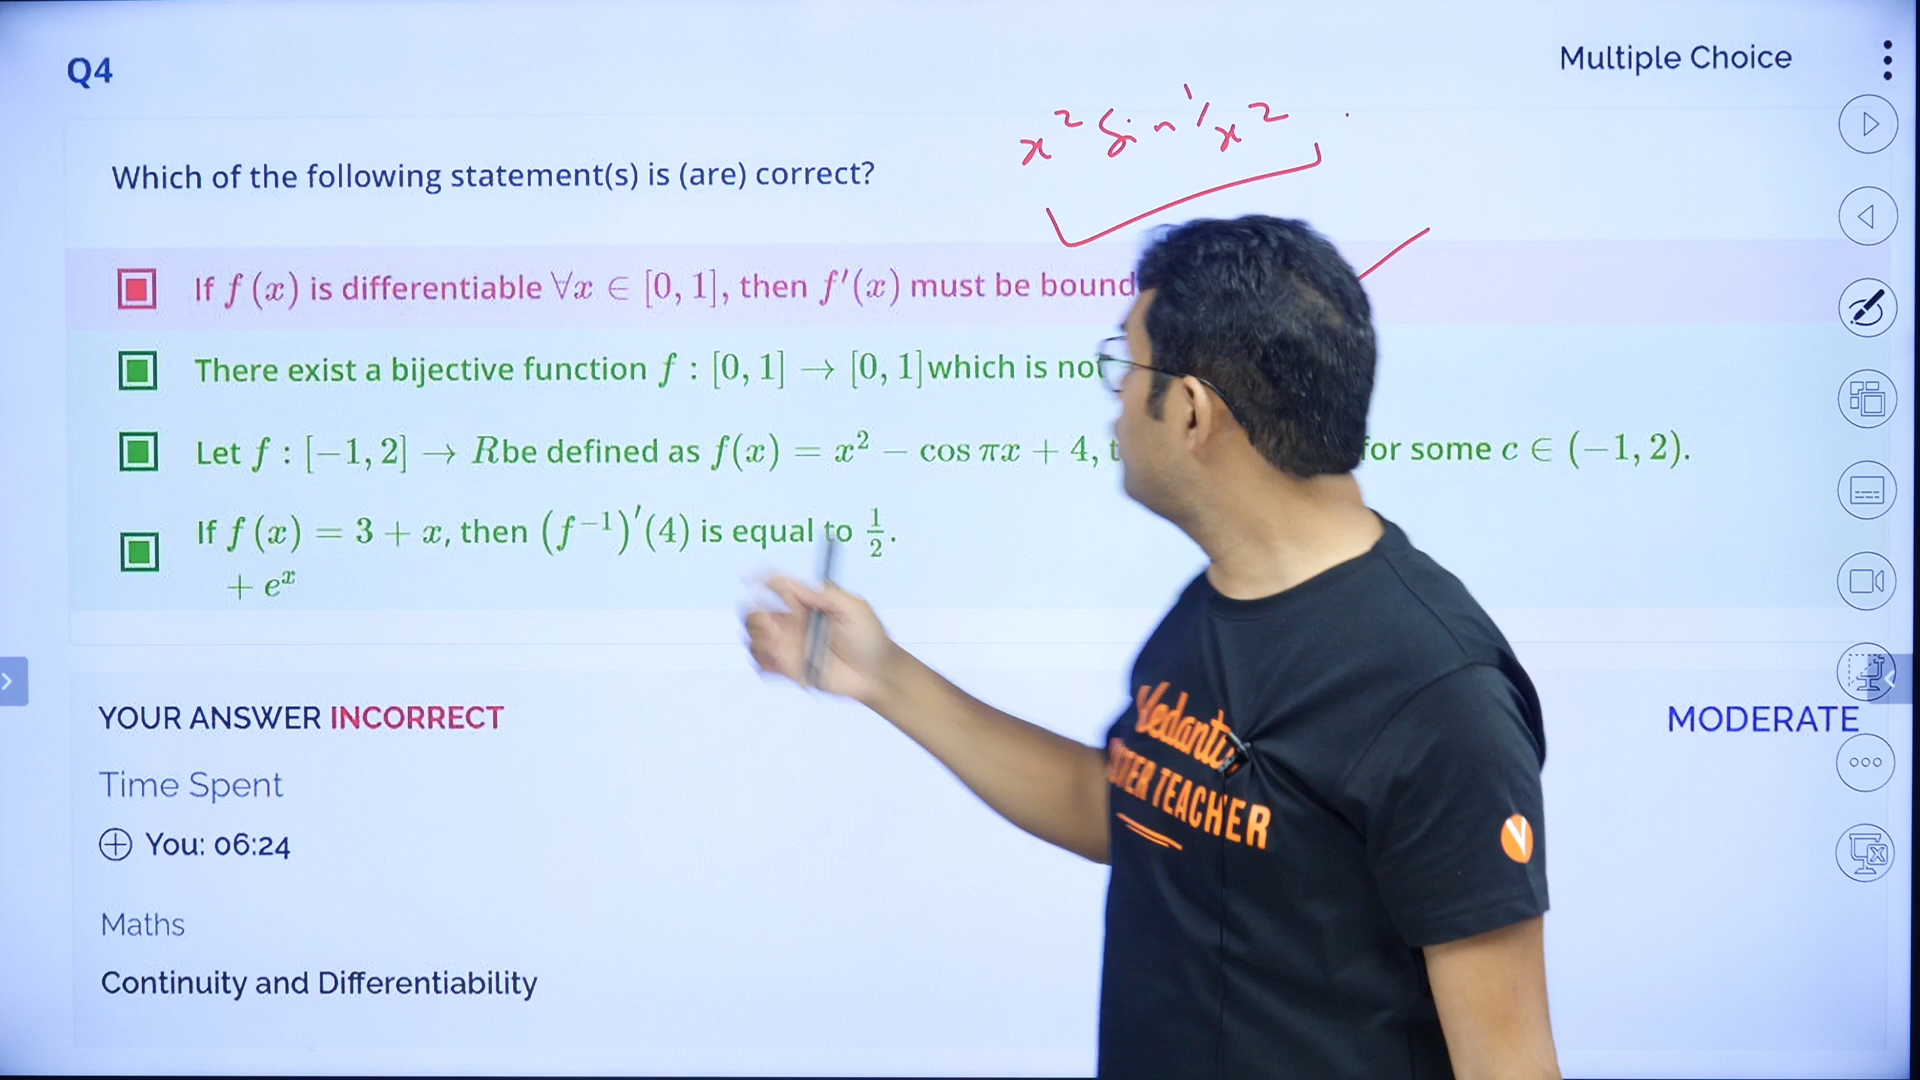 Q4
Multiple Choice
x² sin 1/x²
Which of the following statement(s) is (are) correct?
If f(x) is differentiable ∀x ∈ [0, 1], then f′(x) must be bound
There exist a bijective function f : [0, 1] → [0, 1]which is not
Let f : [−1, 2] → Rbe defined as f(x) = x² − cos πx + 4, t for some c ∈ (−1, 2).
If f(x) = 3 + x, then (f⁻¹)′(4) is equal to 1/2.
+ eˣ
YOUR ANSWER INCORRECT
MODERATE
Time Spent
You: 06:24
Maths
Continuity and Differentiability
Vedantu
TEACHER